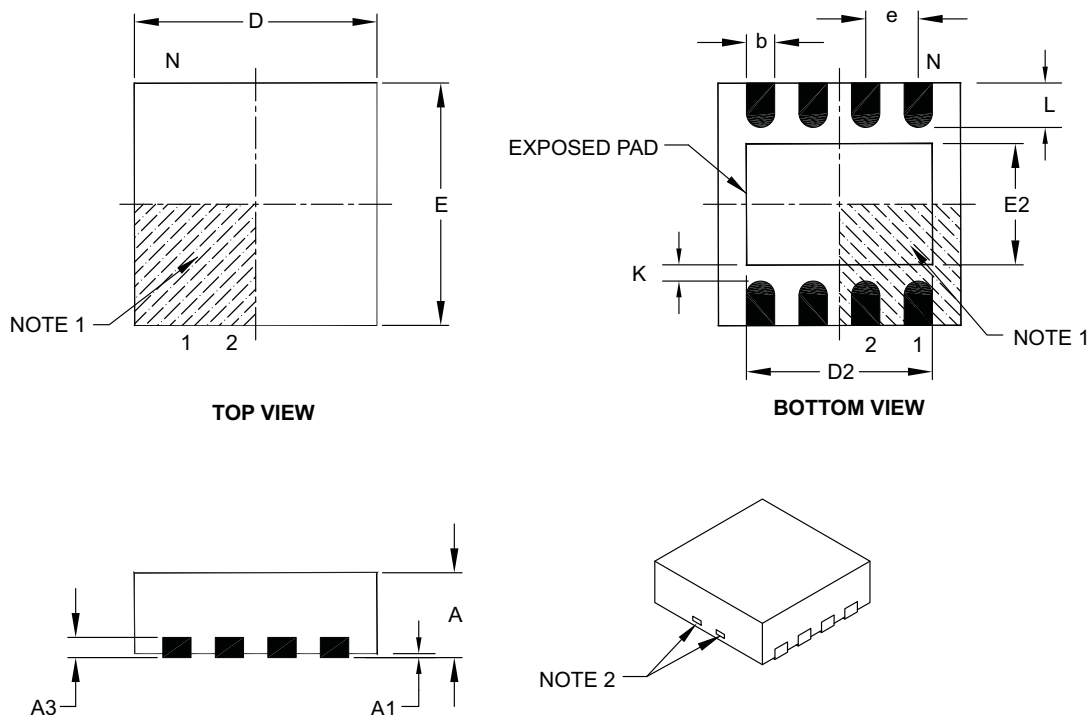 D
N
E
NOTE 1
1 2
TOP VIEW
e
b
N
L
EXPOSED PAD
E2
K
NOTE 1
2 1
D2
BOTTOM VIEW
A
A3
A1
NOTE 2